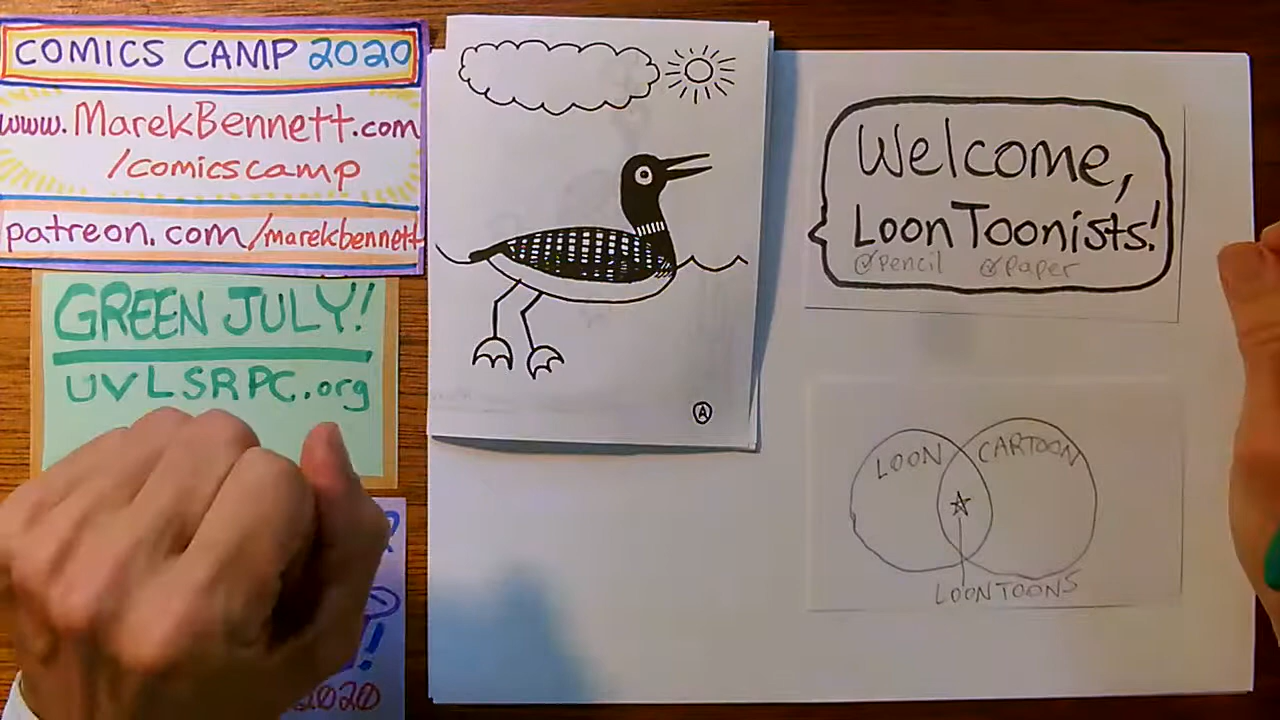 COMICS CAMP 2020
www.MarekBennett.com
/comicscamp
patreon.com/marekbennett
GREEN JULY!
UVLSRPC.org
!
2020
A
Welcome,
LoonToonists!
Pencil Paper
LOON CARTOON
LOONTOONS